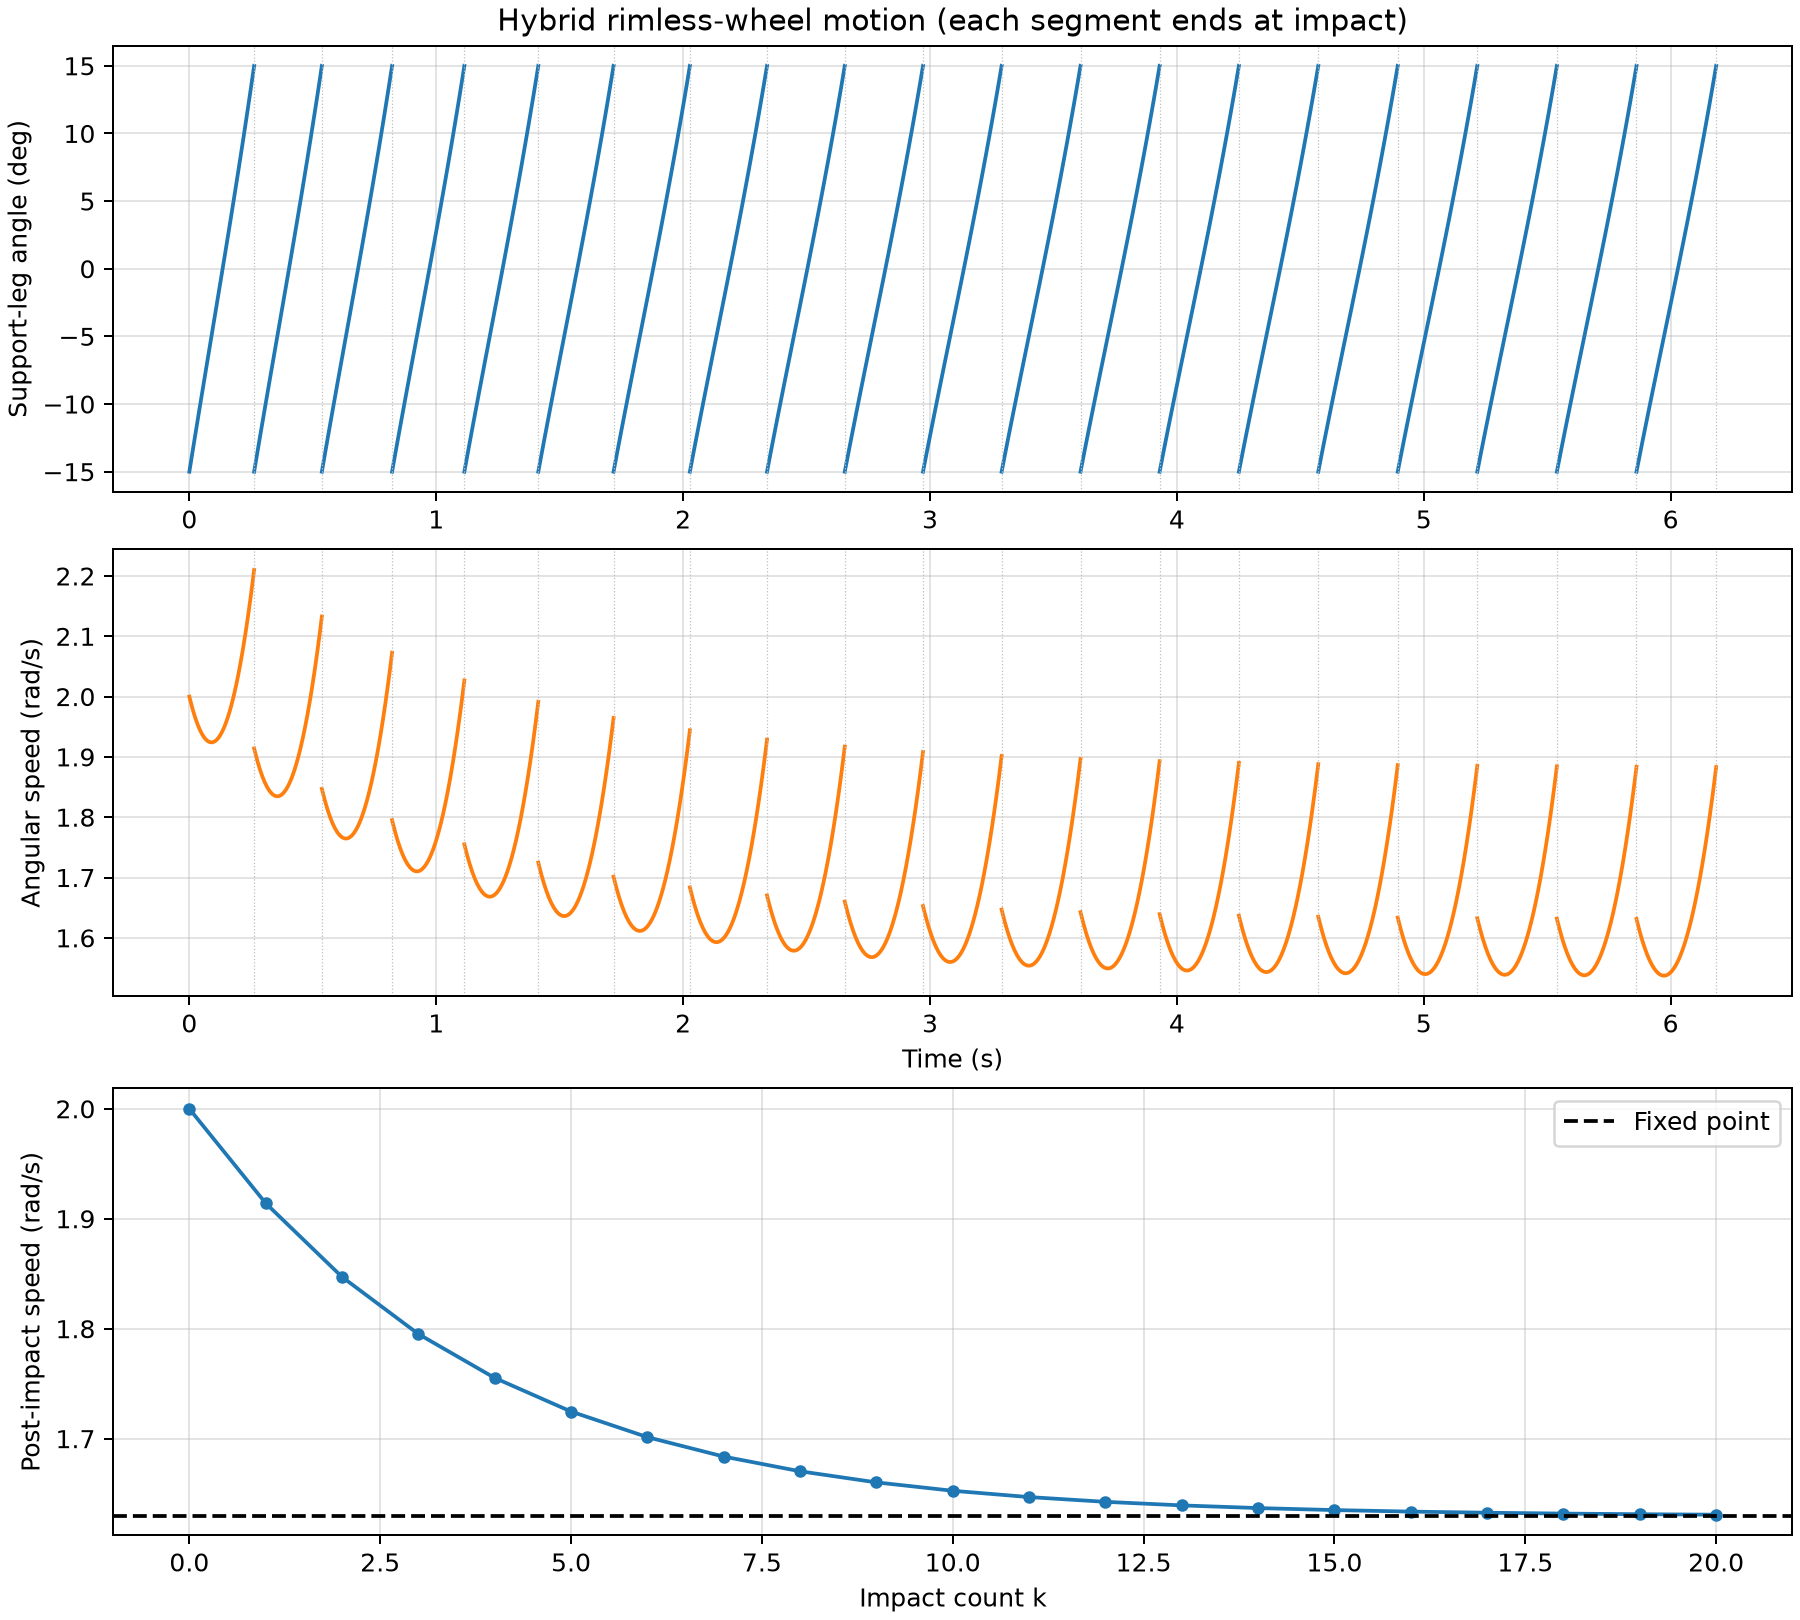 Hybrid rimless-wheel motion (each segment ends at impact)
Support-leg angle (deg)
15
10
5
0
−5
−10
−15
0 1 2 3 4 5 6
Angular speed (rad/s)
2.2
2.1
2.0
1.9
1.8
1.7
1.6
0 1 2 3 4 5 6
Time (s)
Post-impact speed (rad/s)
2.0
1.9
1.8
1.7
Fixed point
0.0 2.5 5.0 7.5 10.0 12.5 15.0 17.5 20.0
Impact count k